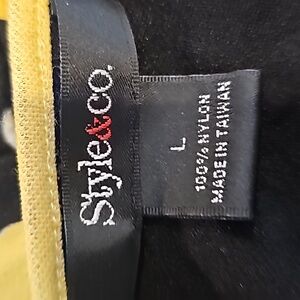 Style&co.
L
100% NYLON
MADE IN TAIWAN